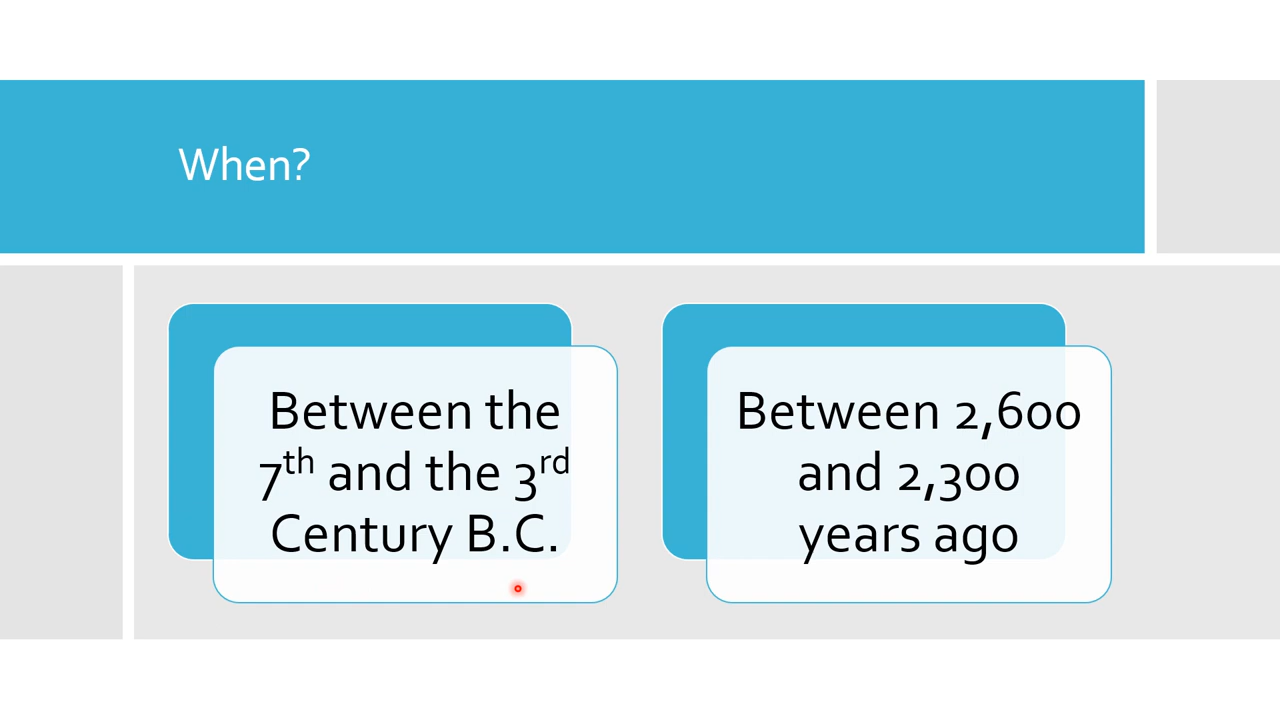 When?
Between the
7th and the 3rd
Century B.C.
Between 2,600
and 2,300
years ago